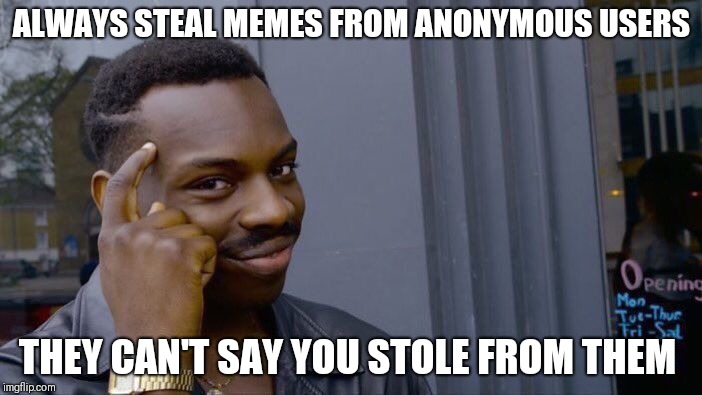 ALWAYS STEAL MEMES FROM ANONYMOUS USERS
Opening
Mon
Tue-Thur
Fri-Sat
THEY CAN'T SAY YOU STOLE FROM THEM
imgflip.com